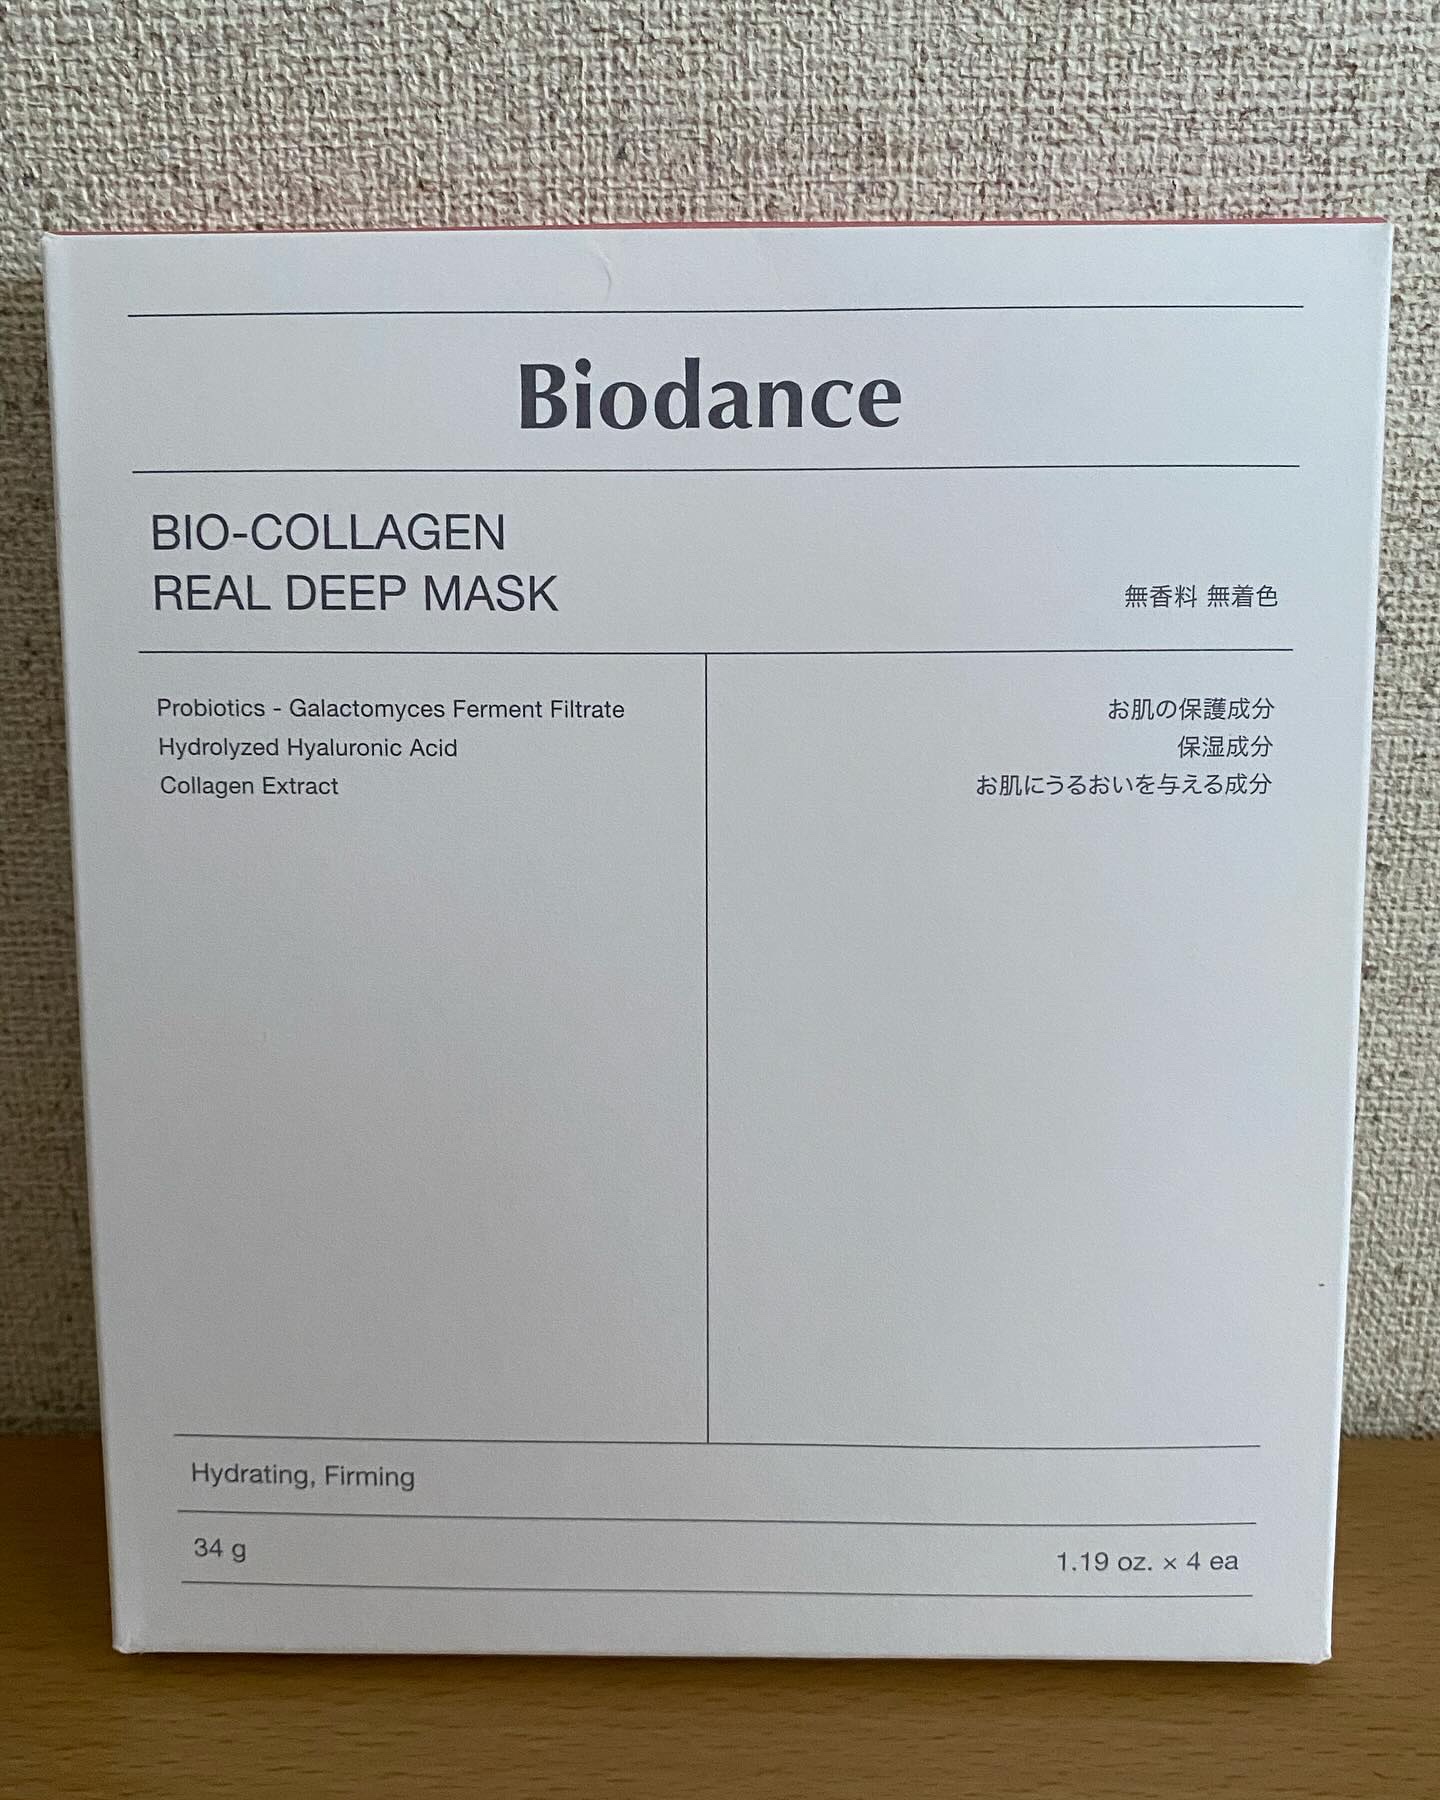 Biodance
BIO-COLLAGEN
REAL DEEP MASK
無香料 無着色
Probiotics - Galactomyces Ferment Filtrate
Hydrolyzed Hyaluronic Acid
Collagen Extract
お肌の保護成分
保湿成分
お肌にうるおいを与える成分
Hydrating, Firming
34 g
1.19 oz. × 4 ea